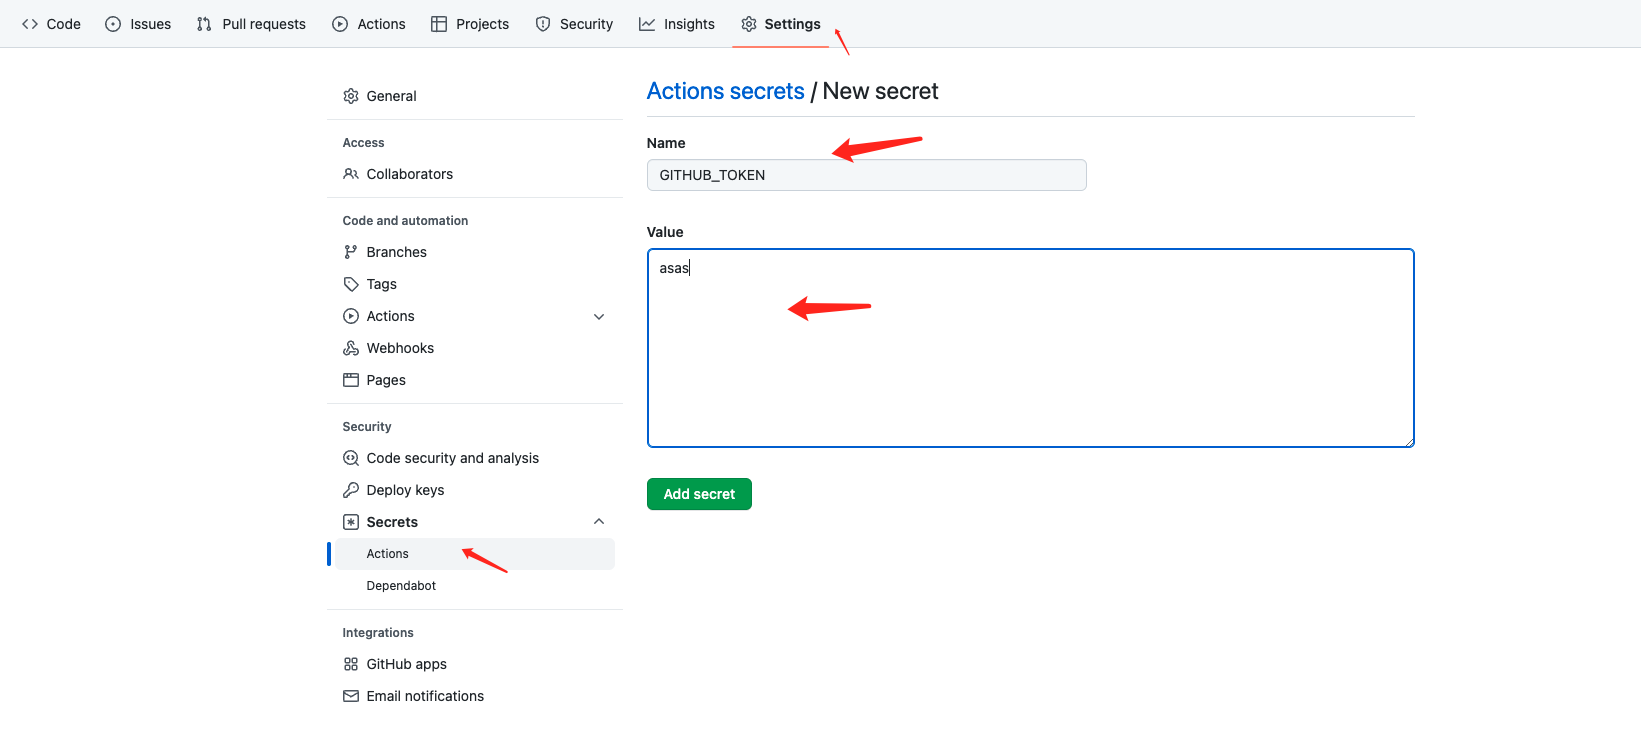 Code Issues Pull requests Actions Projects Security Insights Settings
General
Access
Collaborators
Code and automation
Branches
Tags
Actions
Webhooks
Pages
Security
Code security and analysis
Deploy keys
Secrets
Actions
Dependabot
Integrations
GitHub apps
Email notifications
Actions secrets / New secret
Name
GITHUB_TOKEN
Value
asas
Add secret